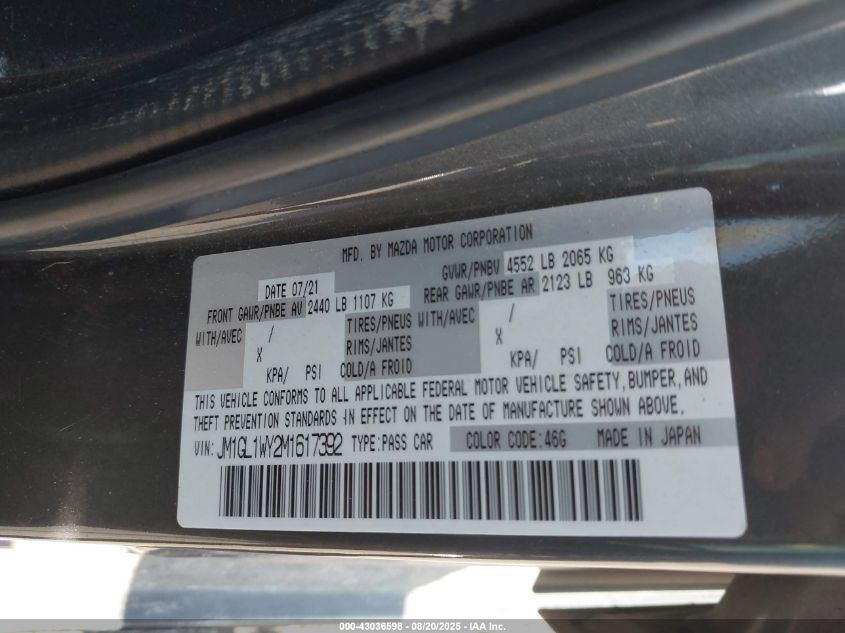 MFD. BY MAZDA MOTOR CORPORATION
DATE 07/21 GVWR/PNBV 4552 LB 2065 KG
FRONT GAWR/PNBE AV 2440 LB 1107 KG REAR GAWR/PNBE AR 2123 LB 963 KG
WITH/AVEC / TIRES/PNEUS WITH/AVEC / TIRES/PNEUS
X RIMS/JANTES X RIMS/JANTES
KPA/ PSI COLD/A FROID KPA/ PSI COLD/A FROID
THIS VEHICLE CONFORMS TO ALL APPLICABLE FEDERAL MOTOR VEHICLE SAFETY, BUMPER, AND
THEFT PREVENTION STANDARDS IN EFFECT ON THE DATE OF MANUFACTURE SHOWN ABOVE.
VIN: JM1GL1WY2M1617392 TYPE: PASS CAR COLOR CODE: 46G MADE IN JAPAN
000-43036598 - 08/20/2025 - IAA Inc.